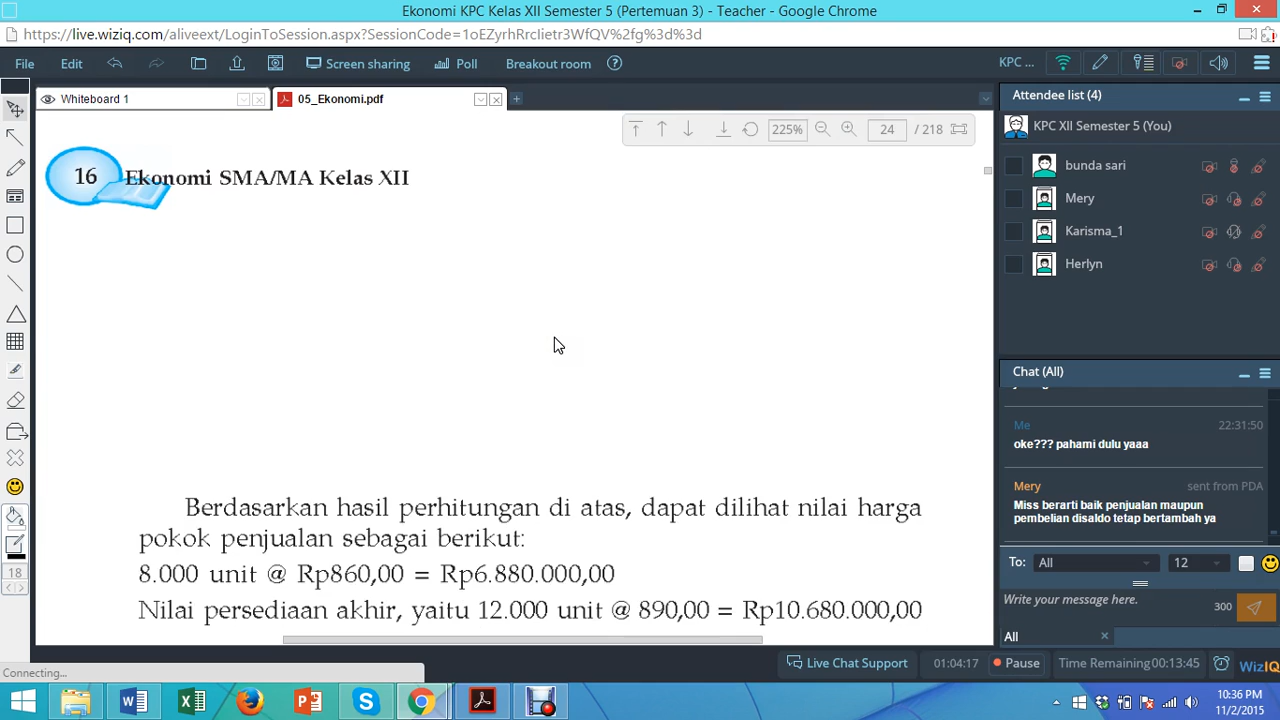 Ekonomi KPC Kelas XII Semester 5 (Pertemuan 3) - Teacher - Google Chrome
https://live.wiziq.com/aliveext/LoginToSession.aspx?SessionCode=1oEZyrhRrcIietr3WfQV%2fg%3d%3d
File Edit Screen sharing Poll Breakout room KPC ...
Whiteboard 1 05_Ekonomi.pdf
225% 24 / 218
16 Ekonomi SMA/MA Kelas XII
Berdasarkan hasil perhitungan di atas, dapat dilihat nilai harga
pokok penjualan sebagai berikut:
8.000 unit @ Rp860,00 = Rp6.880.000,00
Nilai persediaan akhir, yaitu 12.000 unit @ 890,00 = Rp10.680.000,00
18
Attendee list (4)
KPC XII Semester 5 (You)
bunda sari
Mery
Karisma_1
Herlyn
Chat (All)
Me 22:31:50
oke??? pahami dulu yaaa
Mery sent from PDA
Miss berarti baik penjualan maupun
pembelian disaldo tetap bertambah ya
To: All 12
Write your message here. 300
All
Connecting...
Live Chat Support 01:04:17 Pause Time Remaining 00:13:45 WizIQ
10:36 PM
11/2/2015